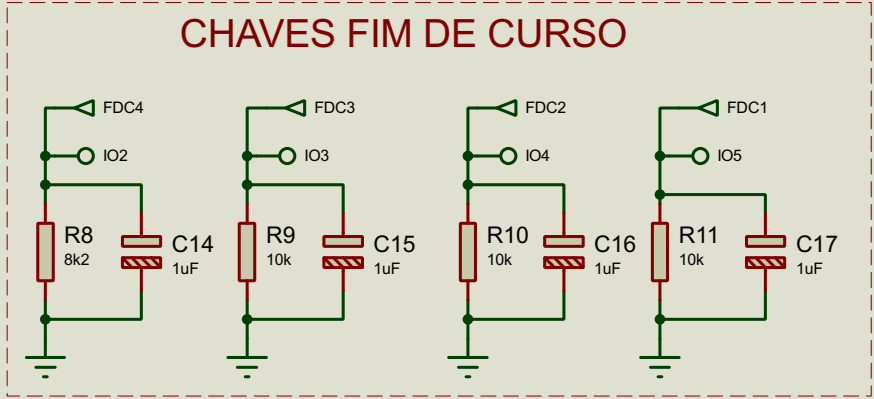 CHAVES FIM DE CURSO
FDC4
FDC3
FDC2
FDC1
IO2
IO3
IO4
IO5
R8
8k2
C14
1uF
R9
10k
C15
1uF
R10
10k
C16
1uF
R11
10k
C17
1uF